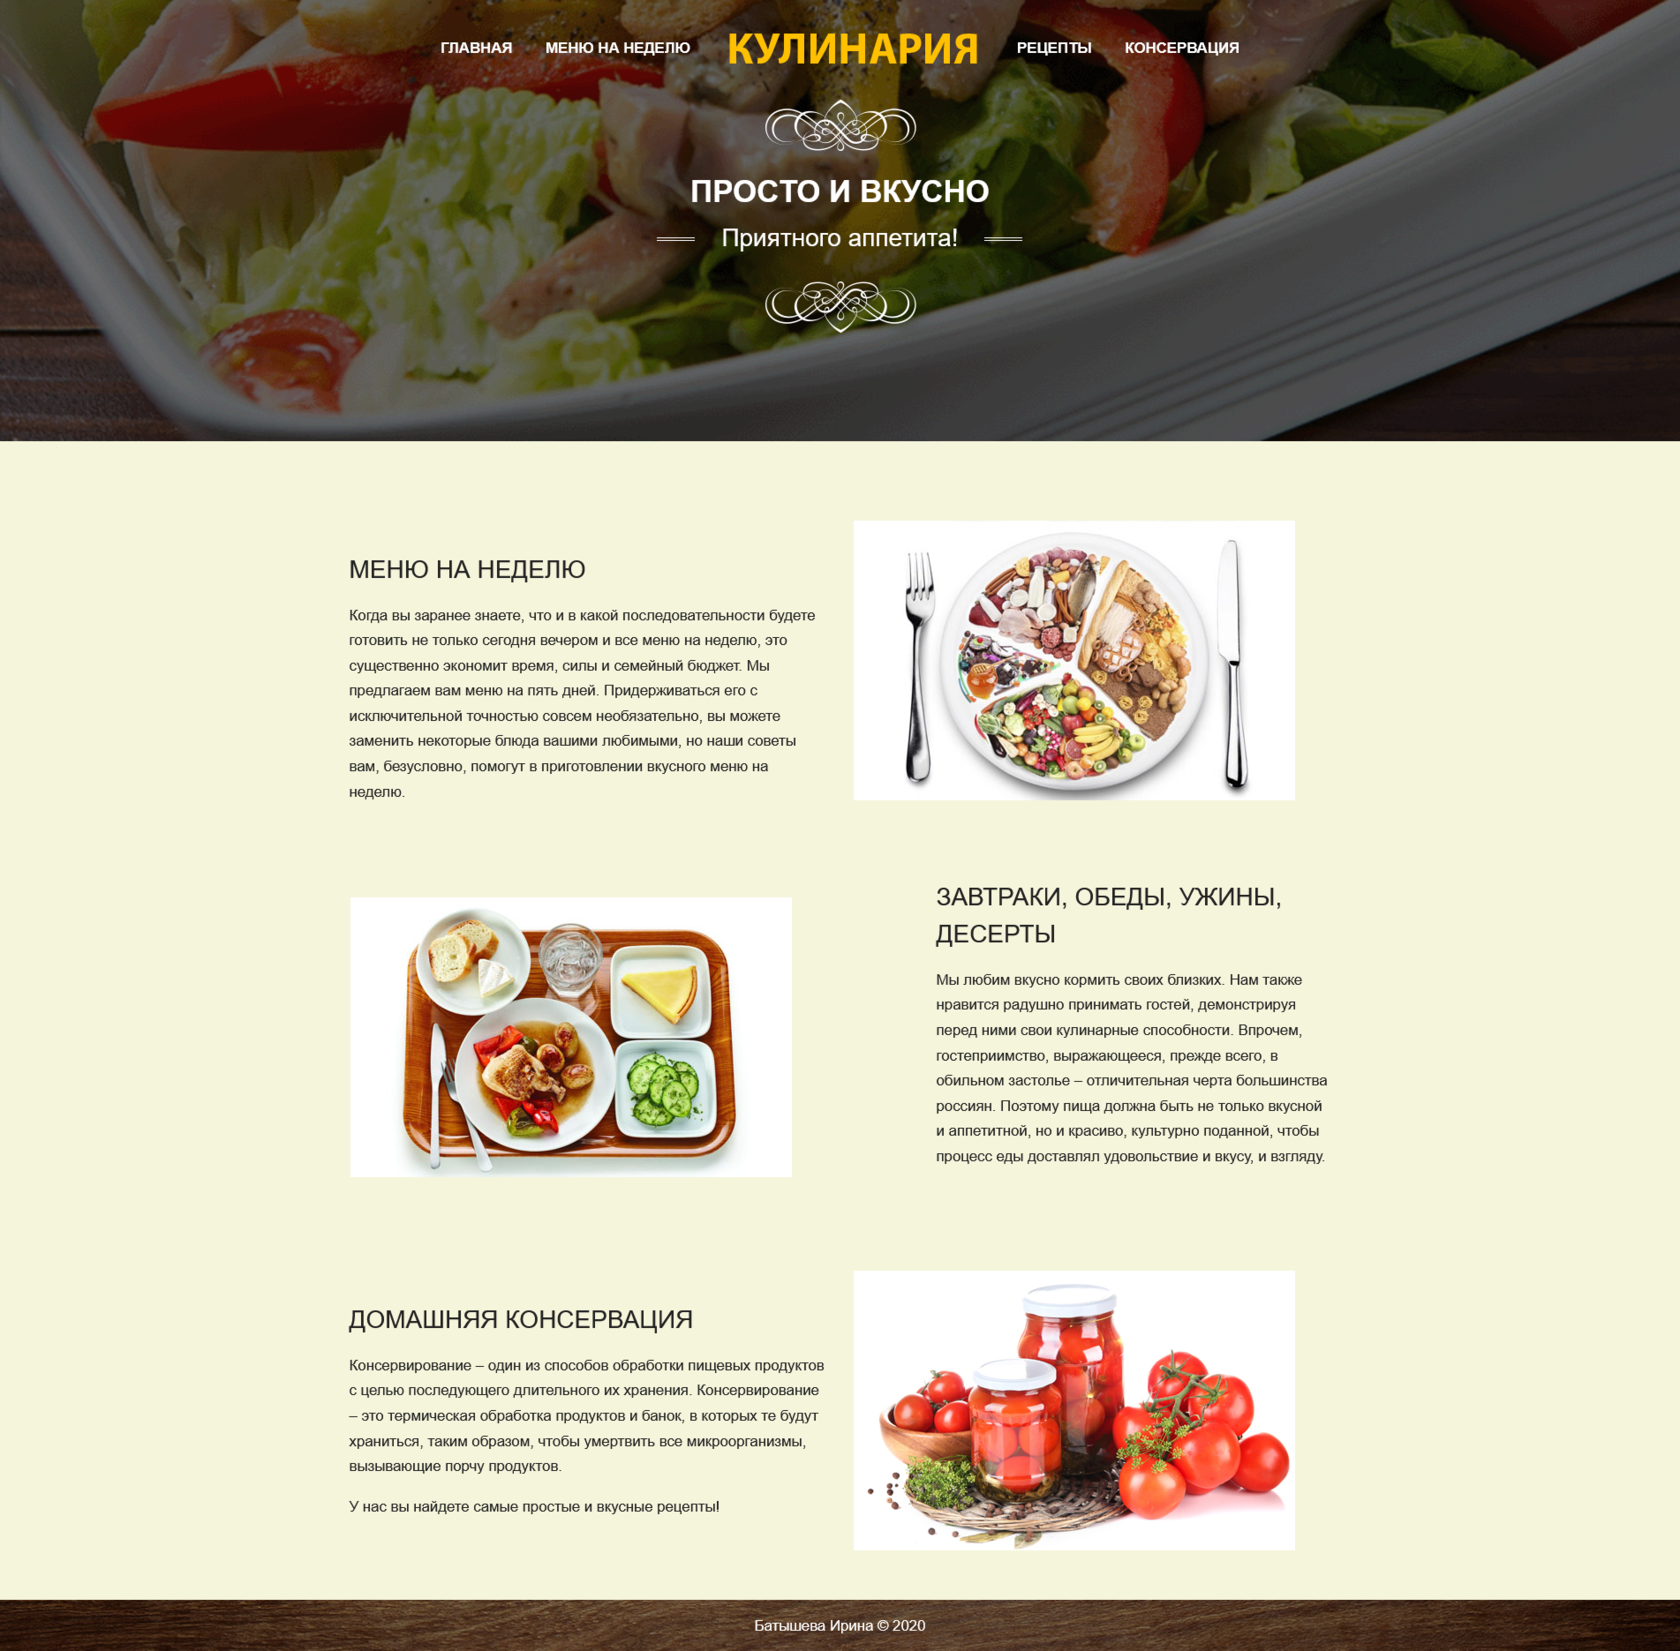 ГЛАВНАЯ МЕНЮ НА НЕДЕЛЮ КУЛИНАРИЯ РЕЦЕПТЫ КОНСЕРВАЦИЯ
ПРОСТО И ВКУСНО
Приятного аппетита!
МЕНЮ НА НЕДЕЛЮ
Когда вы заранее знаете, что и в какой последовательности будете
готовить не только сегодня вечером и все меню на неделю, это
существенно экономит время, силы и семейный бюджет. Мы
предлагаем вам меню на пять дней. Придерживаться его с
исключительной точностью совсем необязательно, вы можете
заменить некоторые блюда вашими любимыми, но наши советы
вам, безусловно, помогут в приготовлении вкусного меню на
неделю.
ЗАВТРАКИ, ОБЕДЫ, УЖИНЫ,
ДЕСЕРТЫ
Мы любим вкусно кормить своих близких. Нам также
нравится радушно принимать гостей, демонстрируя
перед ними свои кулинарные способности. Впрочем,
гостеприимство, выражающееся, прежде всего, в
обильном застолье – отличительная черта большинства
россиян. Поэтому пища должна быть не только вкусной
и аппетитной, но и красиво, культурно поданной, чтобы
процесс еды доставлял удовольствие и вкусу, и взгляду.
ДОМАШНЯЯ КОНСЕРВАЦИЯ
Консервирование – один из способов обработки пищевых продуктов
с целью последующего длительного их хранения. Консервирование
– это термическая обработка продуктов и банок, в которых те будут
храниться, таким образом, чтобы умертвить все микроорганизмы,
вызывающие порчу продуктов.
У нас вы найдете самые простые и вкусные рецепты!
Батышева Ирина © 2020